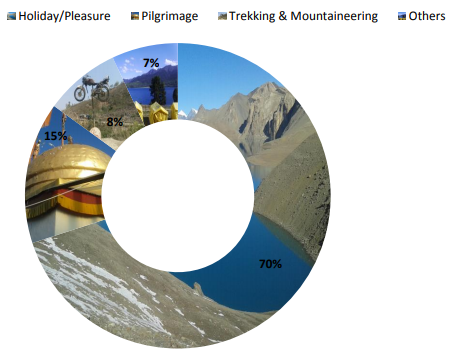 Holiday/Pleasure Pilgrimage Trekking & Mountaineering Others
7%
8%
15%
70%